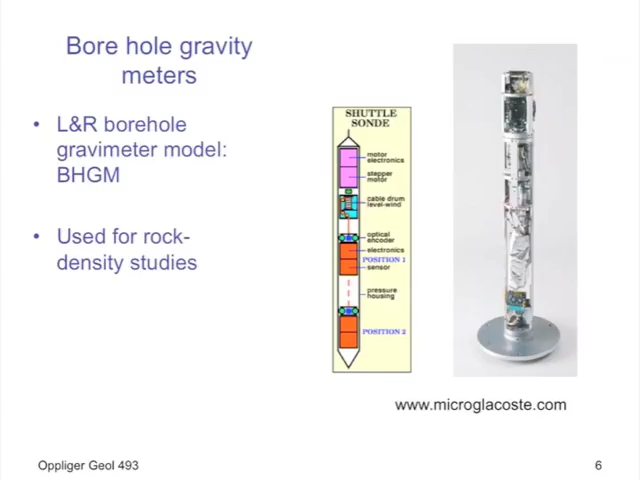 Bore hole gravity
meters
• L&R borehole
gravimeter model:
BHGM
• Used for rock-
density studies
SHUTTLE
SONDE
motor
electronics
stepper
motor
cable drum
level-wind
optical
encoder
electronics
POSITION 1
sensor
pressure
housing
POSITION 2
www.microglacoste.com
Oppliger Geol 493
6